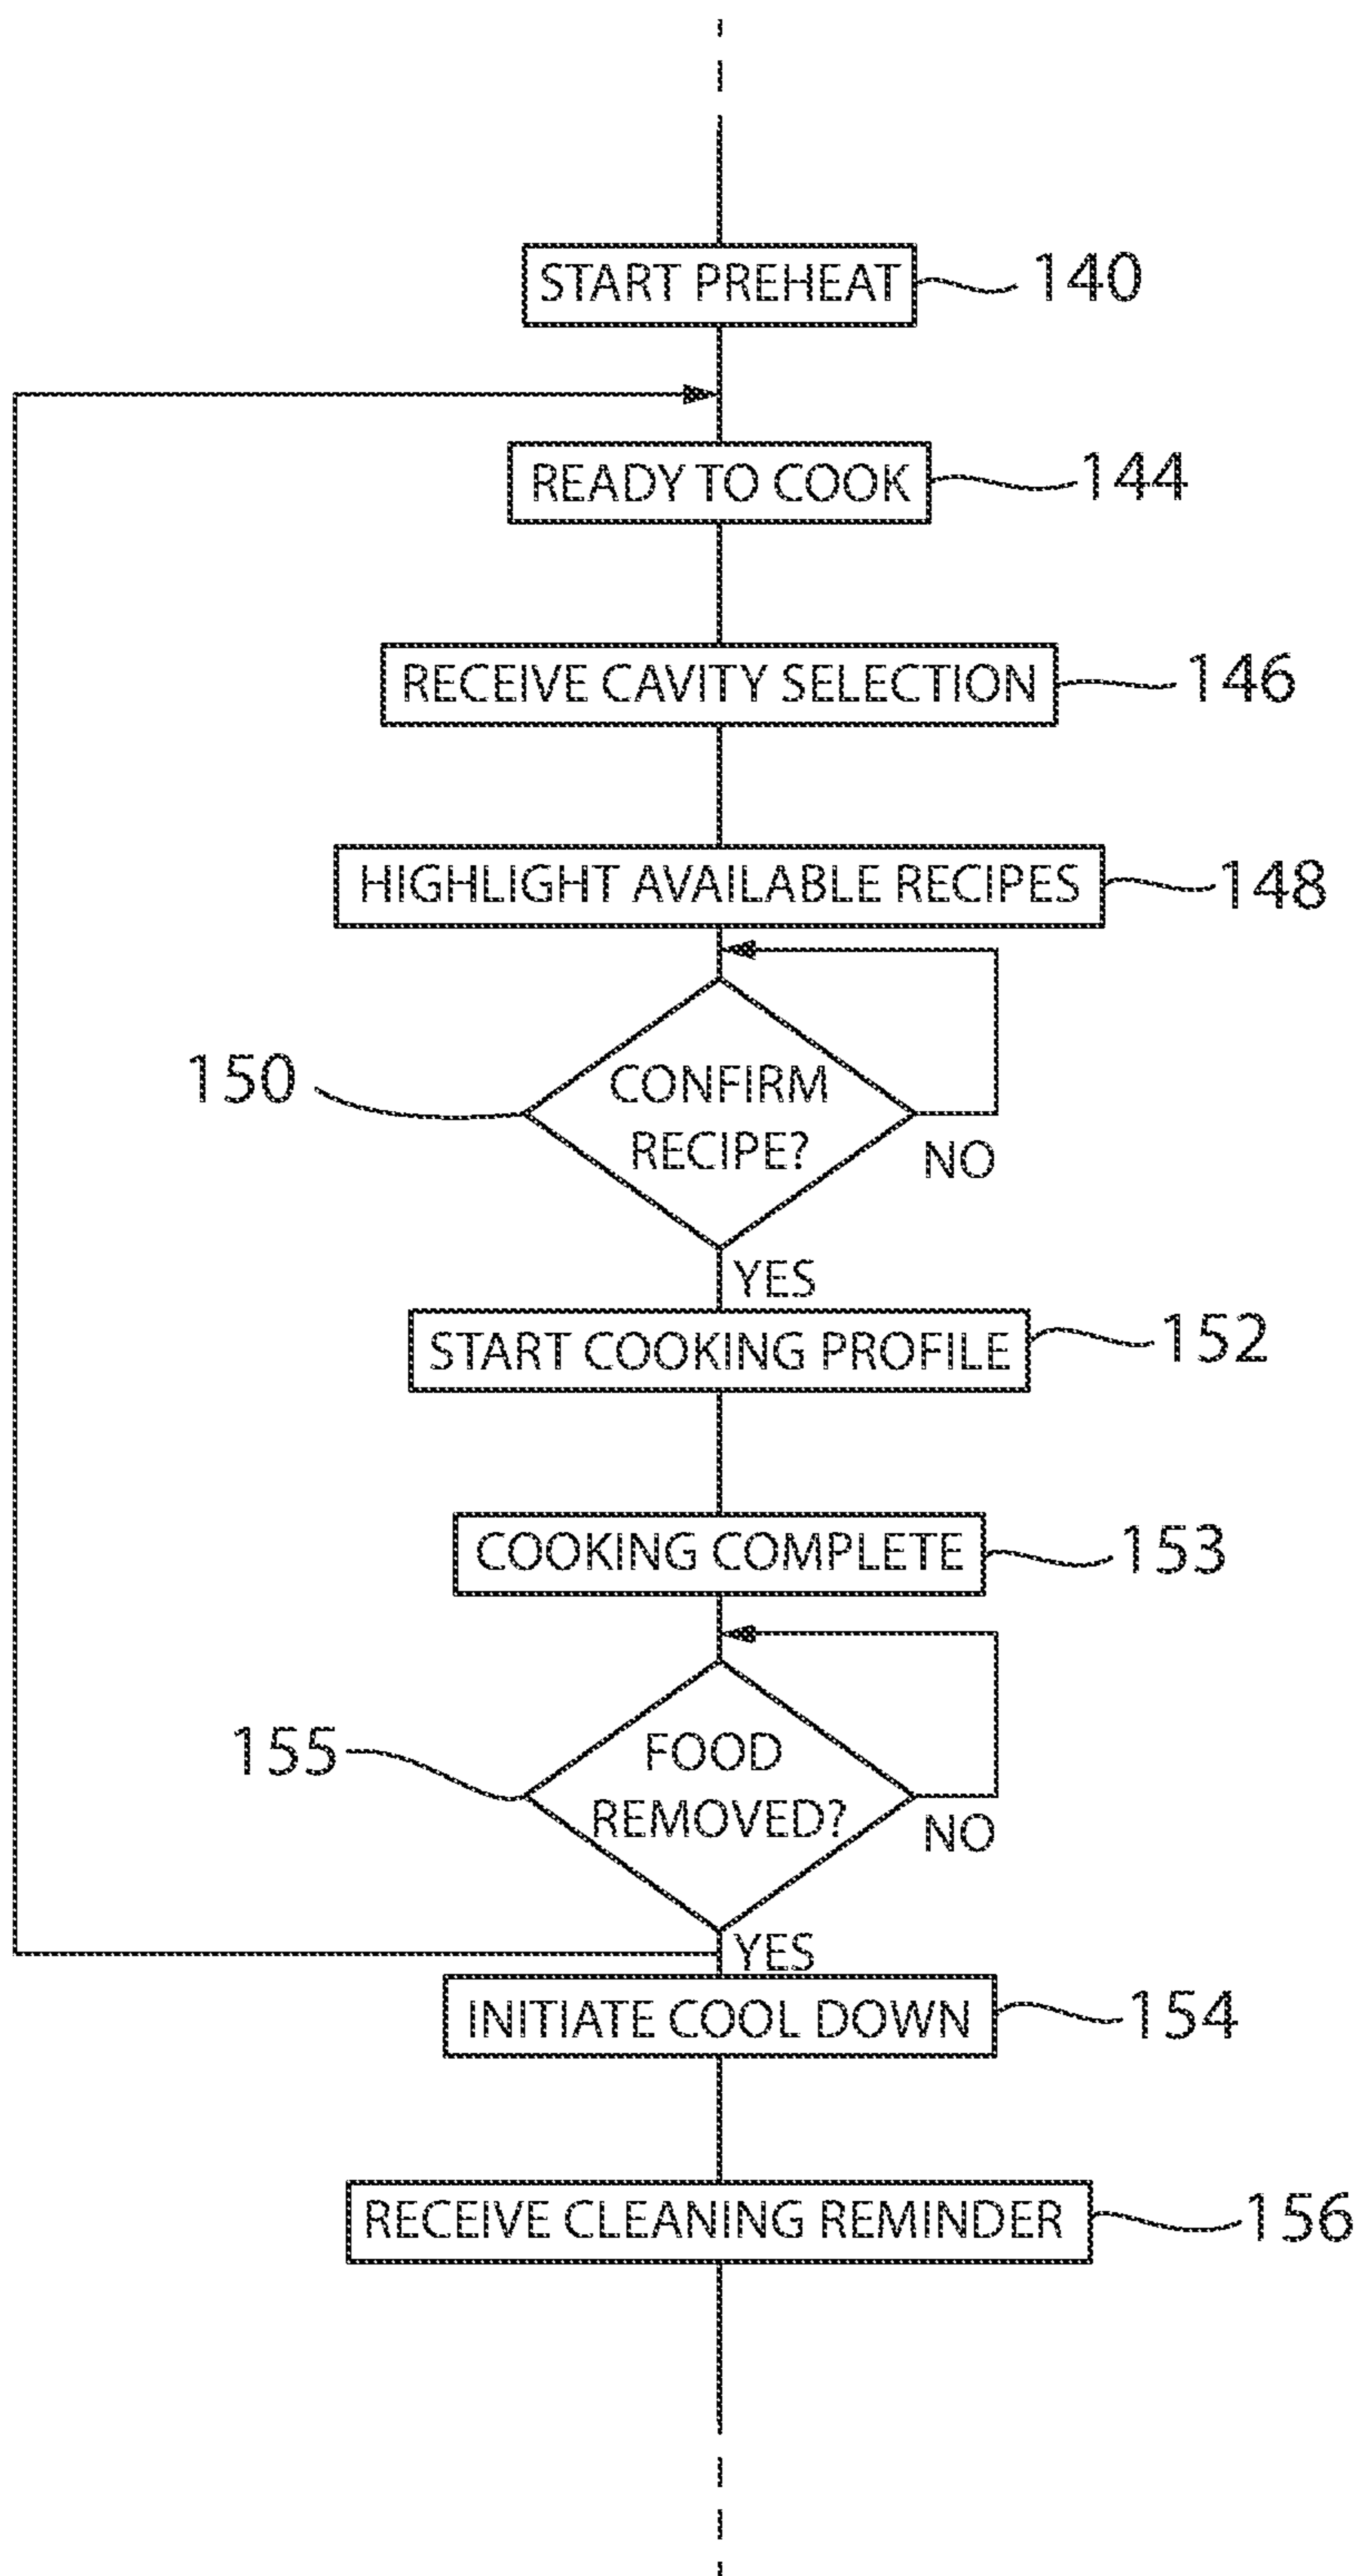 START PREHEAT 140
READY TO COOK 144
RECEIVE CAVITY SELECTION 146
HIGHLIGHT AVAILABLE RECIPES 148
150
CONFIRM
RECIPE?
NO
YES
START COOKING PROFILE 152
COOKING COMPLETE 153
155
FOOD
REMOVED?
NO
YES
INITIATE COOL DOWN 154
RECEIVE CLEANING REMINDER 156